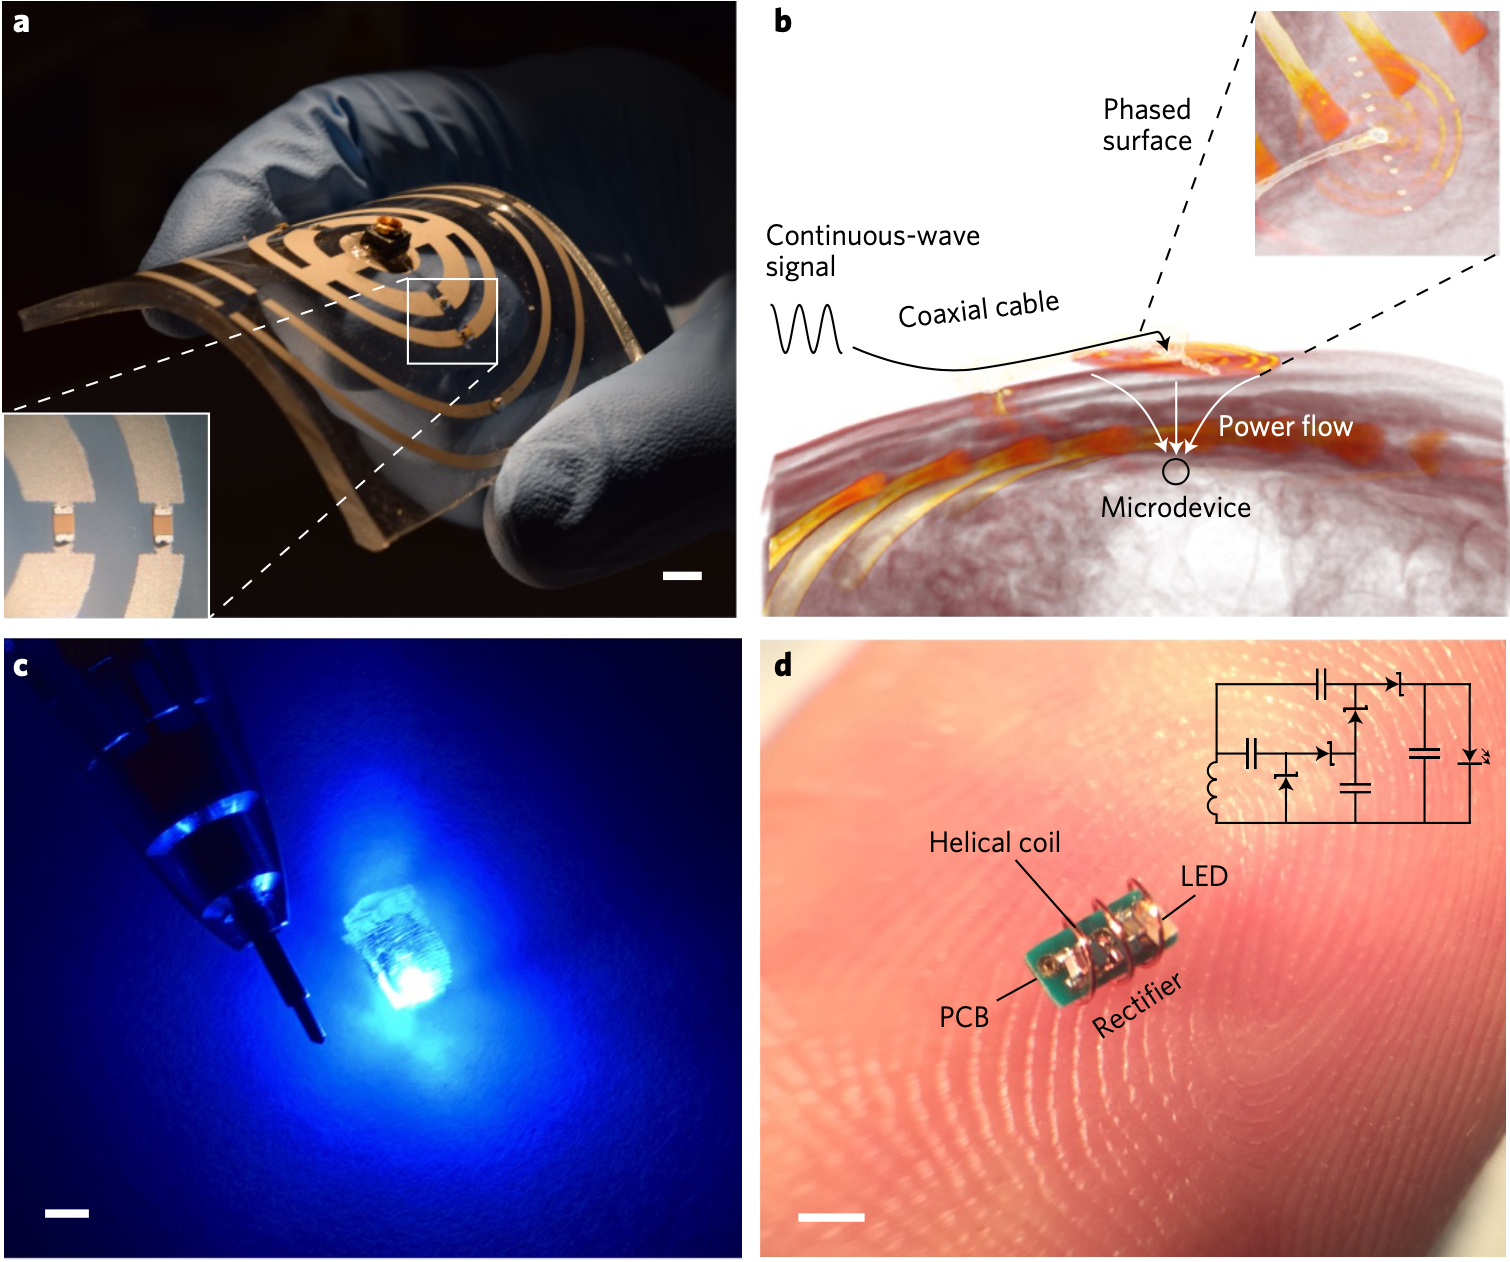 a
b
Phased
surface
Continuous-wave
signal
Coaxial cable
Power flow
Microdevice
c
d
Helical coil
LED
PCB
Rectifier